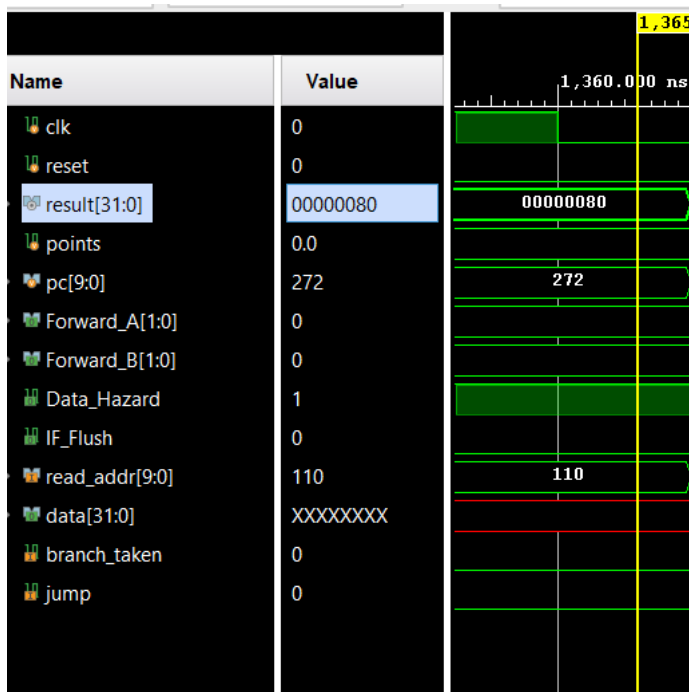 1,365
Name Value 1,360.000 ns
clk 0
reset 0
result[31:0] 00000080 00000080
points 0.0
pc[9:0] 272 272
Forward_A[1:0] 0
Forward_B[1:0] 0
Data_Hazard 1
IF_Flush 0
read_addr[9:0] 110 110
data[31:0] XXXXXXXX
branch_taken 0
jump 0